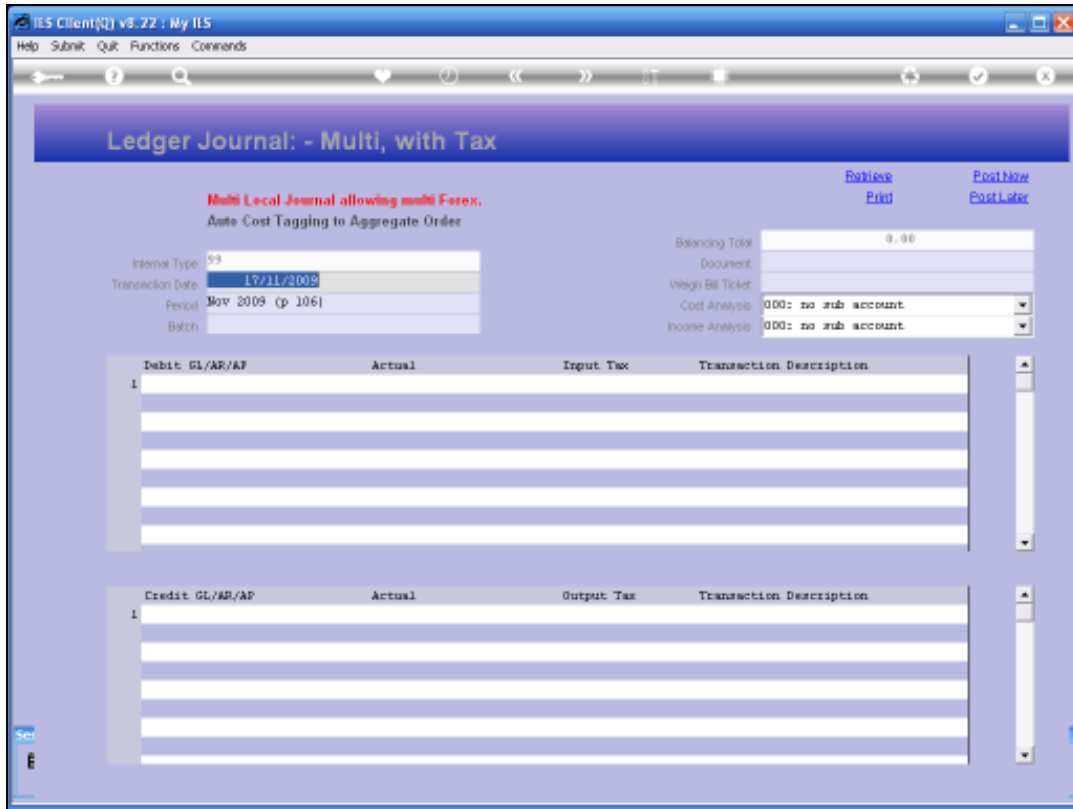 IES Client(Q) v8.22 : My IES
Help Submit Quit Functions Commands
Ledger Journal: - Multi, with Tax
Retrieve Post Now
Print Post Later
Multi Local Journal allowing multi Forex.
Auto Cost Tagging to Aggregate Order
Balancing Total 0.00
Internal Type 99
Document
Transaction Date 17/11/2009
Weigh Bill Ticket
Period Nov 2009 (p 106)
Cost Analysis 000: no sub account
Batch
Income Analysis 000: no sub account
Debit GL/AR/AP Actual Input Tax Transaction Description
1
Credit GL/AR/AP Actual Output Tax Transaction Description
1
Se